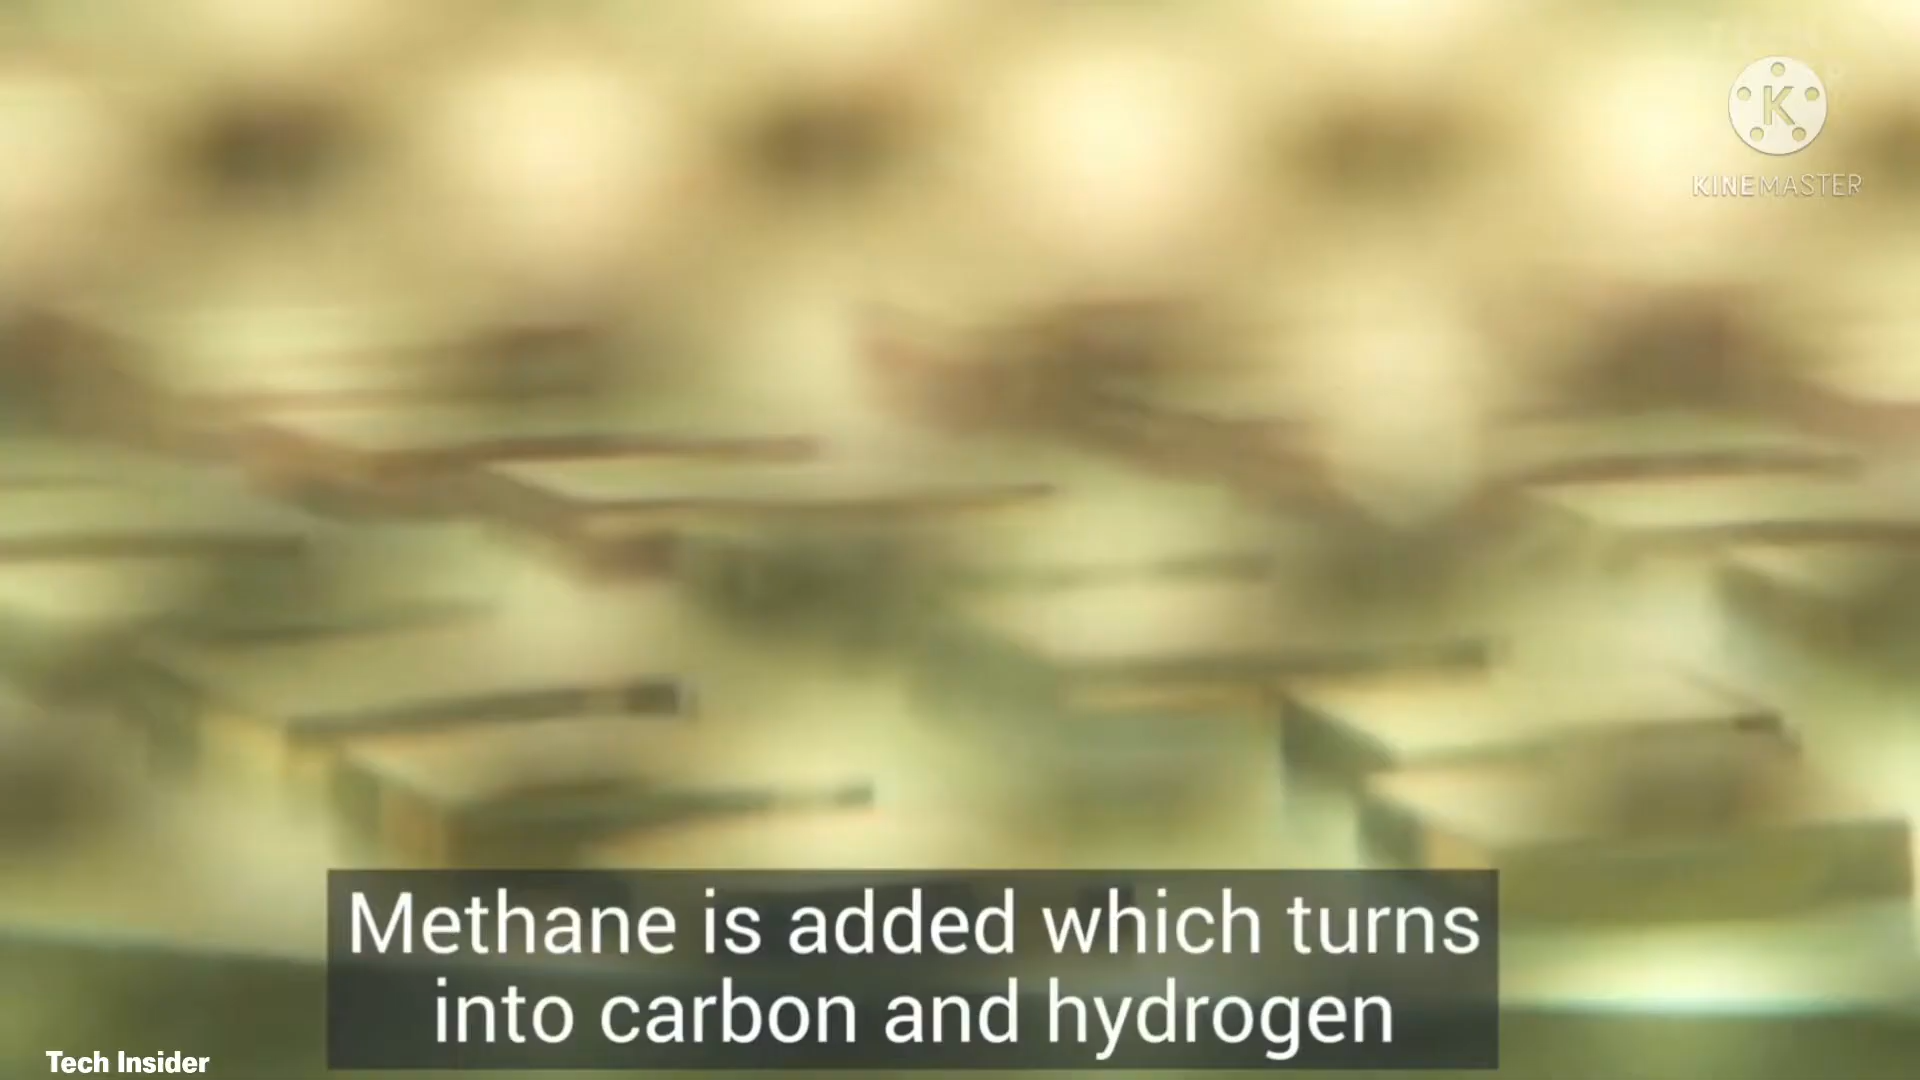 K
KINEMASTER
Methane is added which turns
into carbon and hydrogen
Tech Insider